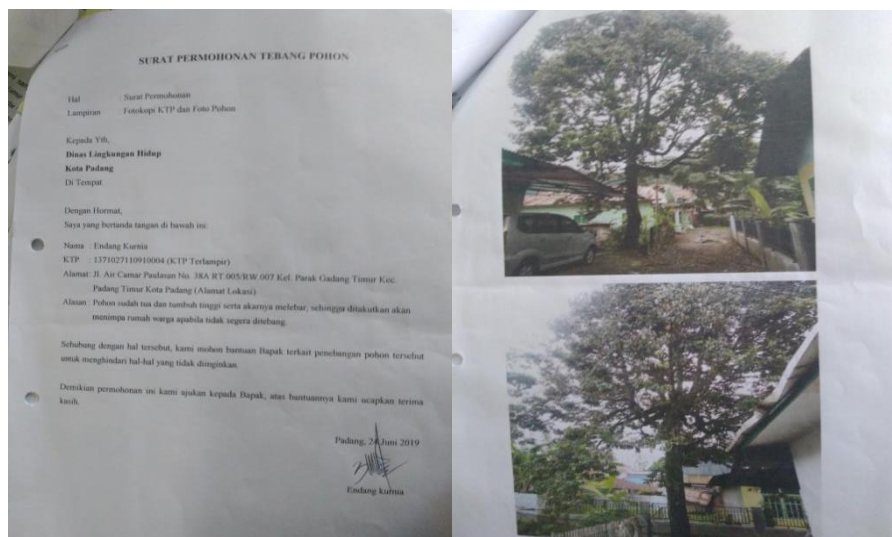 SURAT PERMOHONAN TEBANG POHON
Hal : Surat Permohonan
Lampiran : Fotokopi KTP dan Foto Pohon
Kepada Yth,
Dinas Lingkungan Hidup
Kota Padang
Di Tempat
Dengan Hormat,
Saya yang bertanda tangan di bawah ini:
Nama : Endang Kurnia
KTP : 1371027110910004 (KTP Terlampir)
Alamat: Jl. Air Camar Paulasan No. 38A RT 005/RW 007 Kel. Parak Gadang Timur Kec.
Padang Timur Kota Padang (Alamat Lokasi)
Alasan : Pohon sudah tua dan tumbuh tinggi serta akarnya melebar, sehingga ditakutkan akan
menimpa rumah warga apabila tidak segera ditebang.
Sehubung dengan hal tersebut, kami mohon bantuan Bapak terkait penebangan pohon tersebut
untuk menghindari hal-hal yang tidak diinginkan.
Demikian permohonan ini kami ajukan kepada Bapak, atas bantuannya kami ucapkan terima
kasih.
Padang, Juni 2019
Endang kurnia